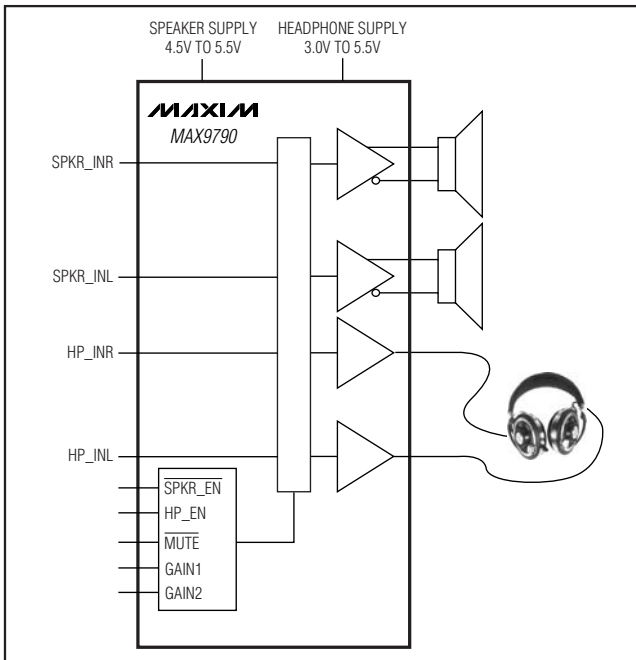 SPEAKER SUPPLY
4.5V TO 5.5V
HEADPHONE SUPPLY
3.0V TO 5.5V
MAXIM
MAX9790
SPKR_INR
SPKR_INL
HP_INR
HP_INL
SPKR_EN
HP_EN
MUTE
GAIN1
GAIN2